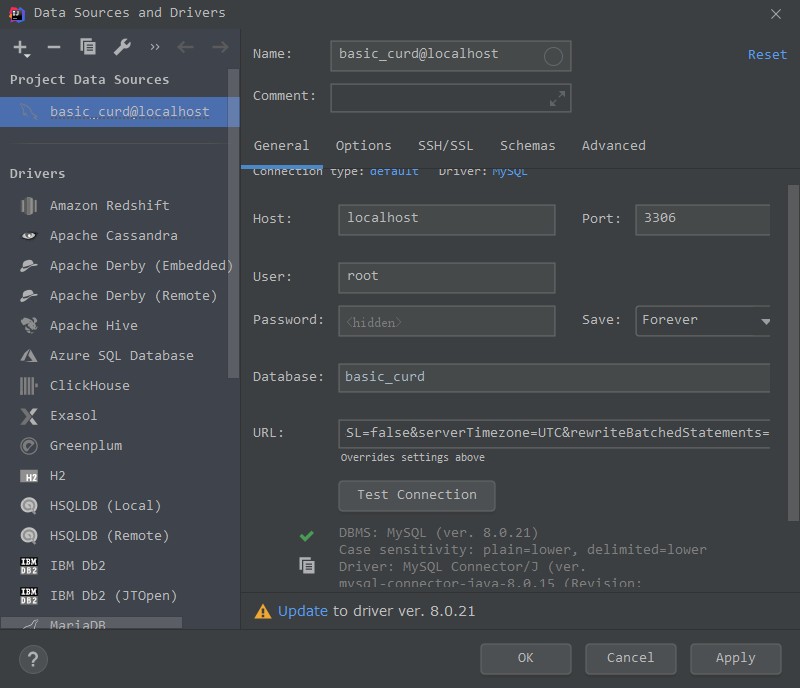 Data Sources and Drivers
Project Data Sources
basic_curd@localhost
Drivers
Amazon Redshift
Apache Cassandra
Apache Derby (Embedded)
Apache Derby (Remote)
Apache Hive
Azure SQL Database
ClickHouse
Exasol
Greenplum
H2 H2
HSQLDB (Local)
HSQLDB (Remote)
IBM DB2 IBM Db2
IBM DB2 IBM Db2 (JTOpen)
MariaDB
Name: basic_curd@localhost Reset
Comment:
General Options SSH/SSL Schemas Advanced
Connection type: default Driver: MySQL
Host: localhost Port: 3306
User: root
Password: <hidden> Save: Forever
Database: basic_curd
URL: SL=false&serverTimezone=UTC&rewriteBatchedStatements=
Overrides settings above
Test Connection
DBMS: MySQL (ver. 8.0.21)
Case sensitivity: plain=lower, delimited=lower
Driver: MySQL Connector/J (ver.
mysql-connector-java-8.0.15 (Revision:
Update to driver ver. 8.0.21
? OK Cancel Apply